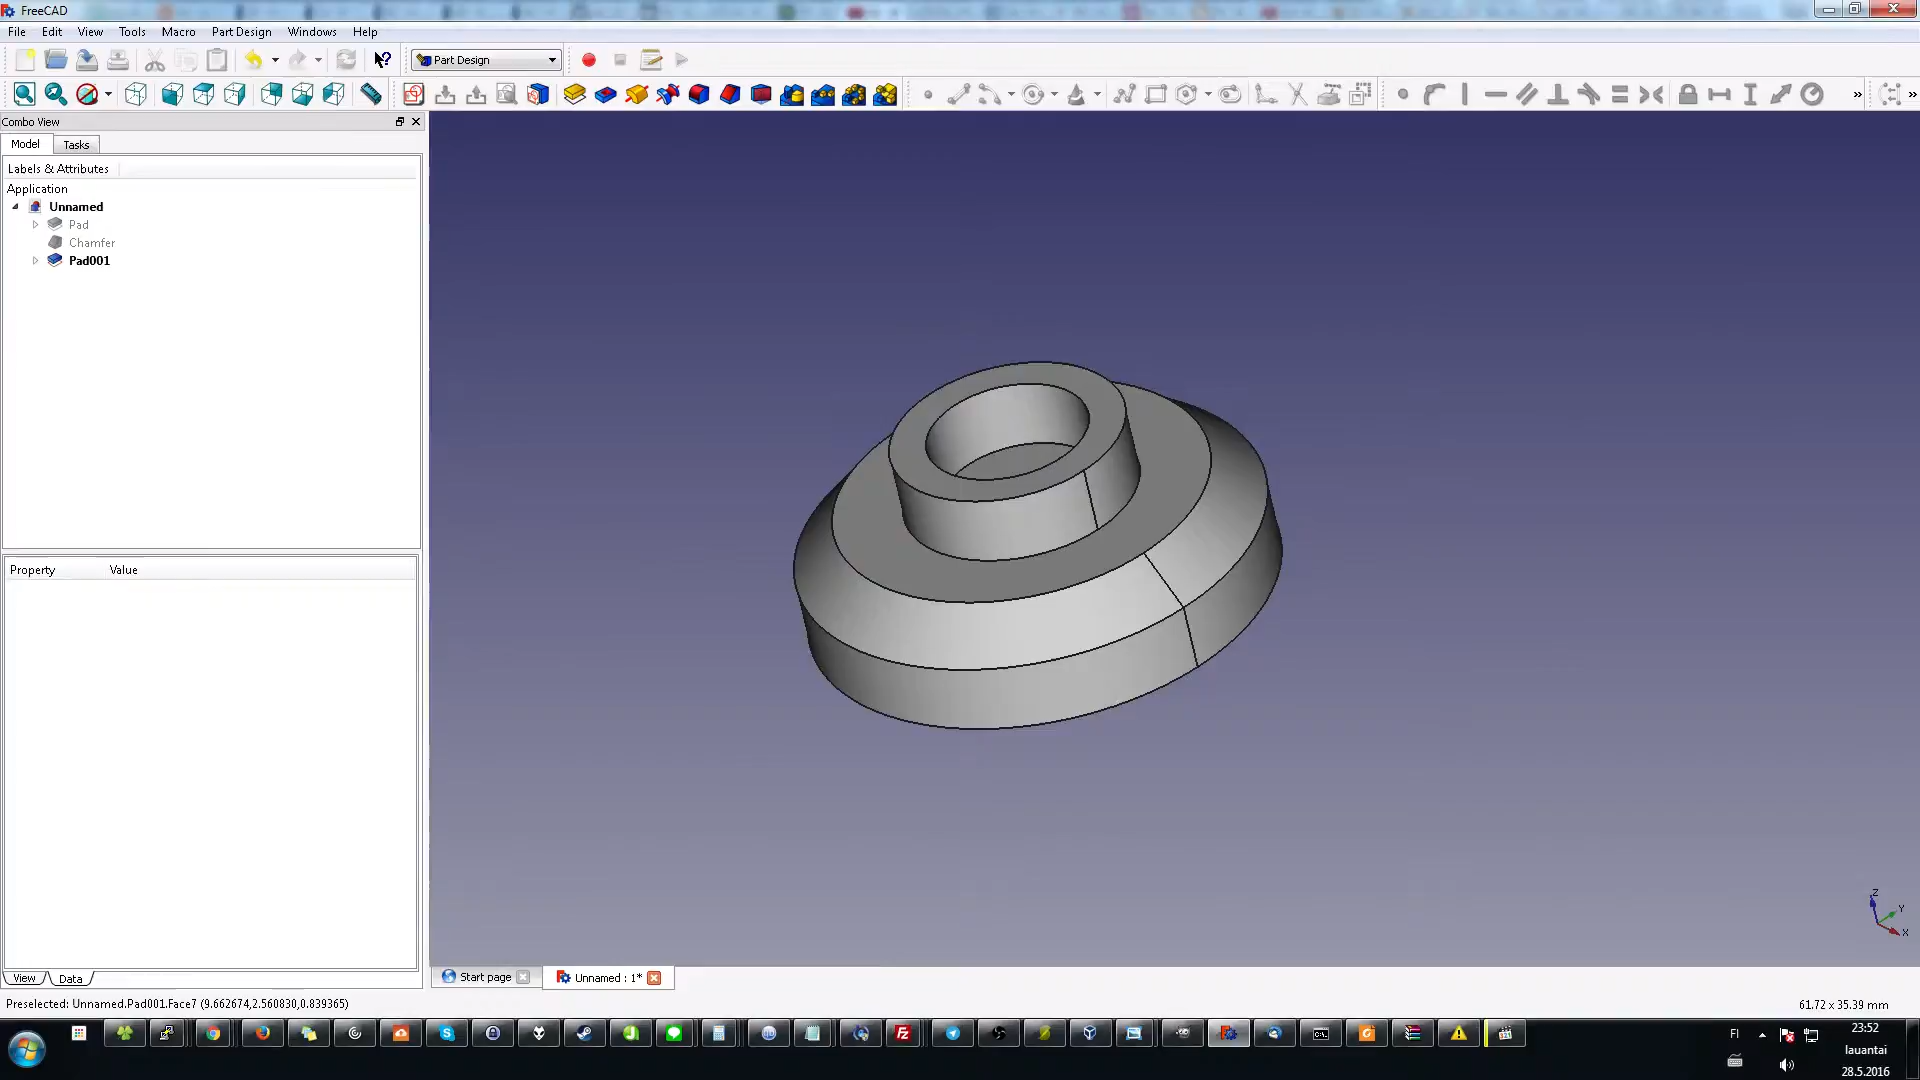 FreeCAD
File Edit View Tools Macro Part Design Windows Help
Part Design
Combo View
Model Tasks
Labels & Attributes
Application
Unnamed
Pad
Chamfer
Pad001
Property Value
View Data
Start page
Unnamed : 1*
Z
Y
X
Preselected: Unnamed.Pad001.Face7 (9.662674,2.560830,0.839365)
61.72 x 35.39 mm
FI
23:52
lauantai
28.5.2016